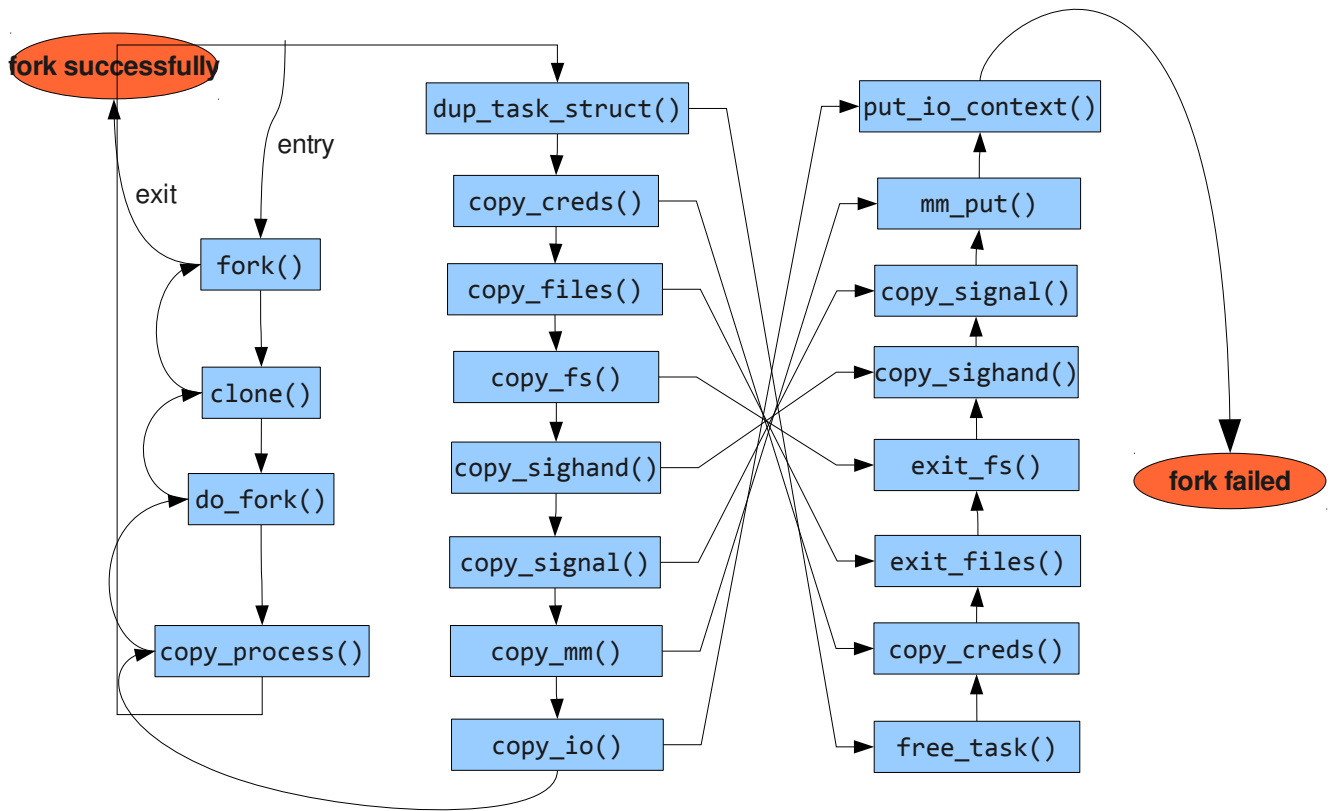 fork successfully
entry
exit
fork()
clone()
do_fork()
copy_process()
dup_task_struct()
copy_creds()
copy_files()
copy_fs()
copy_sighand()
copy_signal()
copy_mm()
copy_io()
put_io_context()
mm_put()
copy_signal()
copy_sighand()
exit_fs()
exit_files()
copy_creds()
free_task()
fork failed